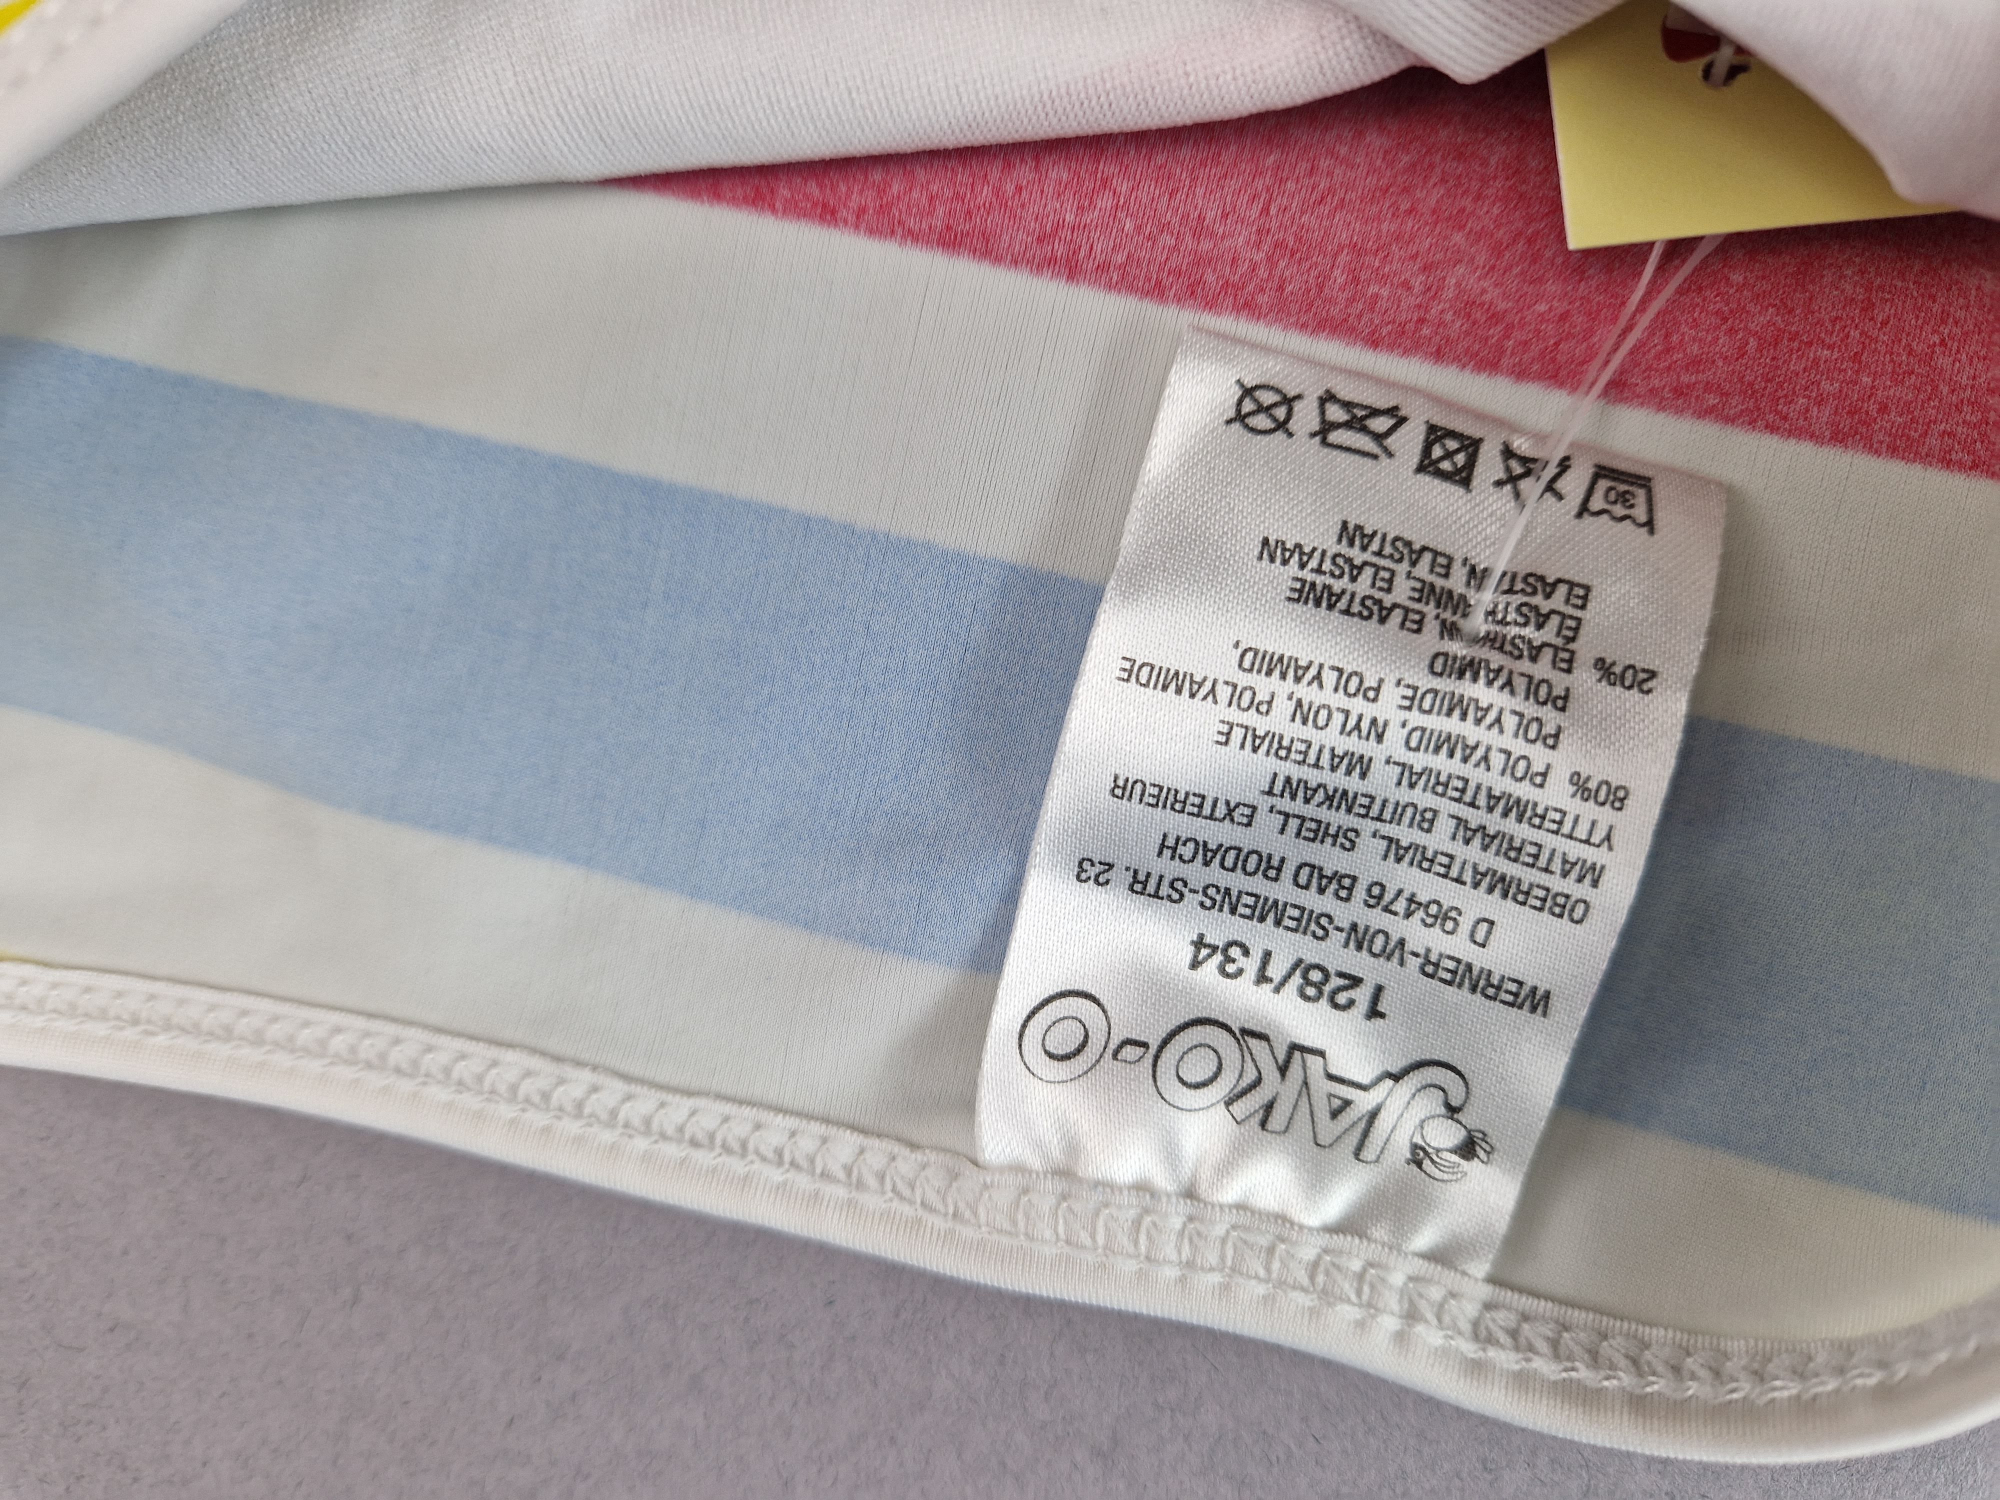 JAKO-O
128/134
WERNER-VON-SIEMENS-STR. 23
D 96476 BAD RODACH
OBERMATERIAL, SHELL, EXTERIEUR
MATERIAAL BUITENKANT
YTTERMATERIAL, MATERIALE
80% POLYAMID, NYLON, POLYAMIDE
POLYAMIDE, POLYAMID,
POLYAMID
20% ELASTHAN, ELASTANE
ÉLASTHANNE, ELASTAAN
ELASTAN, ELASTAN
30